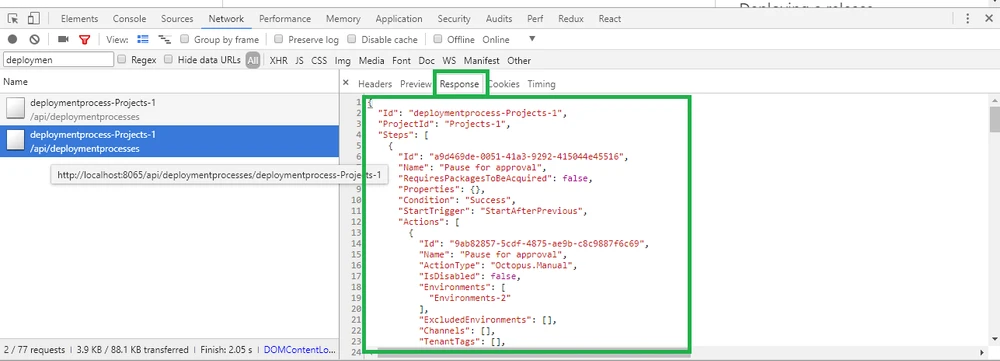 Deploying a release
Elements Console Sources Network Performance Memory Application Security Audits Perf Redux React
View: Group by frame Preserve log Disable cache Offline Online
deploymen Regex Hide data URLs All XHR JS CSS Img Media Font Doc WS Manifest Other
Name
deploymentprocess-Projects-1
/api/deploymentprocesses
deploymentprocess-Projects-1
/api/deploymentprocesses
http://localhost:8065/api/deploymentprocesses/deploymentprocess-Projects-1
2 / 77 requests | 3.9 KB / 88.1 KB transferred | Finish: 2.05 s | DOMContentLo...
× Headers Preview Response Cookies Timing
1 {
2 "Id": "deploymentprocess-Projects-1",
3 "ProjectId": "Projects-1",
4 "Steps": [
5 {
6 "Id": "a9d469de-0051-41a3-9292-415044e45516",
7 "Name": "Pause for approval",
8 "RequiresPackagesToBeAcquired": false,
9 "Properties": {},
10 "Condition": "Success",
11 "StartTrigger": "StartAfterPrevious",
12 "Actions": [
13 {
14 "Id": "9ab82857-5cdf-4875-ae9b-c8c9887f6c69",
15 "Name": "Pause for approval",
16 "ActionType": "Octopus.Manual",
17 "IsDisabled": false,
18 "Environments": [
19 "Environments-2"
20 ],
21 "ExcludedEnvironments": [],
22 "Channels": [],
23 "TenantTags": [],
24